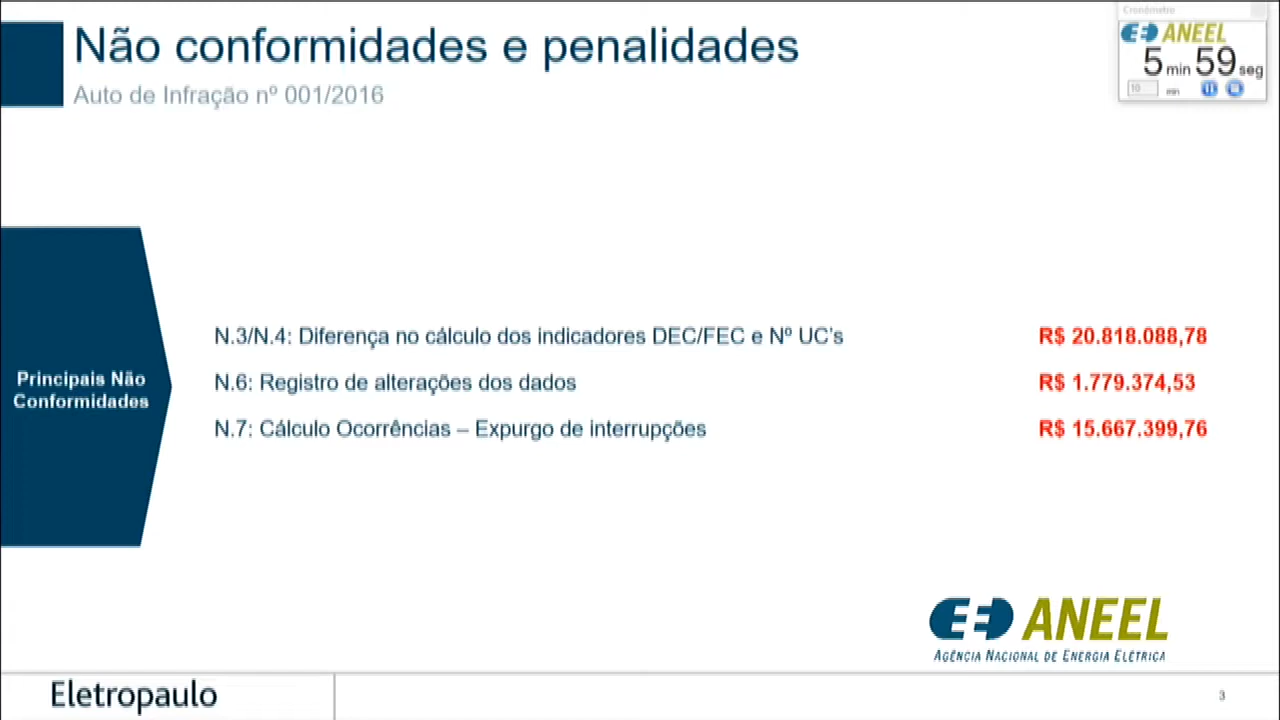 Não conformidades e penalidades
Auto de Infração nº 001/2016
Cronômetro
ANEEL
5 min 59 seg
10 min
Principais Não
Conformidades
N.3/N.4: Diferença no cálculo dos indicadores DEC/FEC e Nº UC's R$ 20.818.088,78
N.6: Registro de alterações dos dados R$ 1.779.374,53
N.7: Cálculo Ocorrências – Expurgo de interrupções R$ 15.667.399,76
ANEEL
AGÊNCIA NACIONAL DE ENERGIA ELÉTRICA
Eletropaulo
3